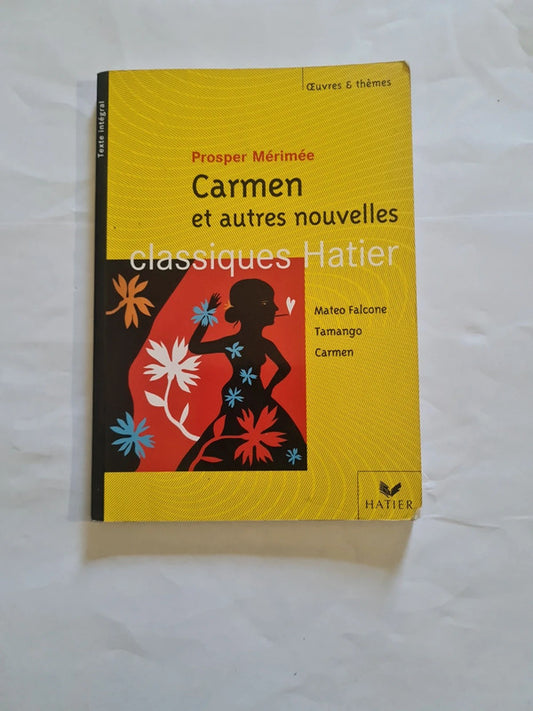 Texte intégral
Œuvres & thèmes
Prosper Mérimée
Carmen
et autres nouvelles
classiques Hatier
Mateo Falcone
Tamango
Carmen
HATIER